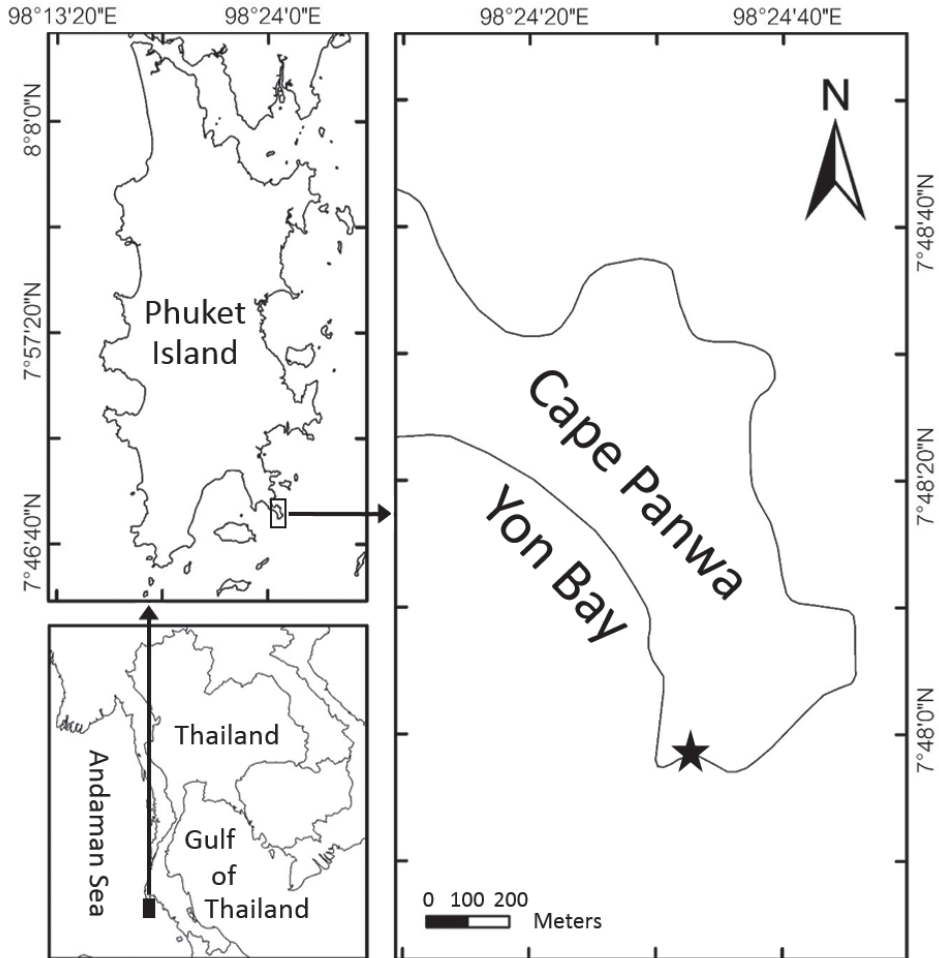 98°13'20"E
98°24'0"E
98°24'20"E
98°24'40"E
8°8'0"N
7°57'20"N
7°46'40"N
Phuket
Island
N
7°48'40"N
7°48'20"N
7°48'0"N
Cape Panwa
Yon Bay
Thailand
Andaman Sea
Gulf
of
Thailand
0 100 200
Meters